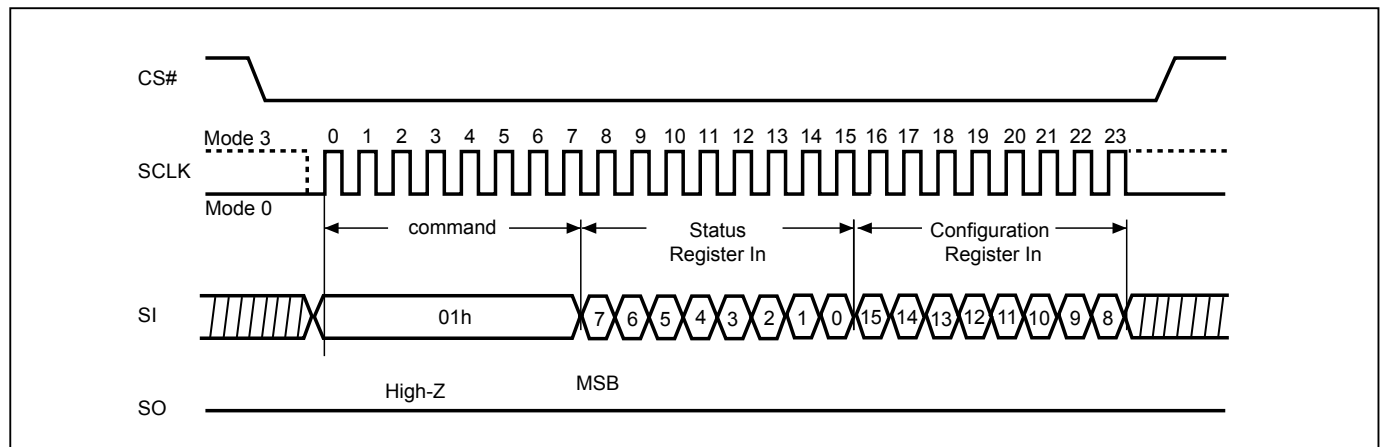 CS#
Mode 3
0 1 2 3 4 5 6 7 8 9 10 11 12 13 14 15 16 17 18 19 20 21 22 23
SCLK
Mode 0
command
Status
Register In
Configuration
Register In
SI
01h
7 6 5 4 3 2 1 0 15 14 13 12 11 10 9 8
High-Z
MSB
SO